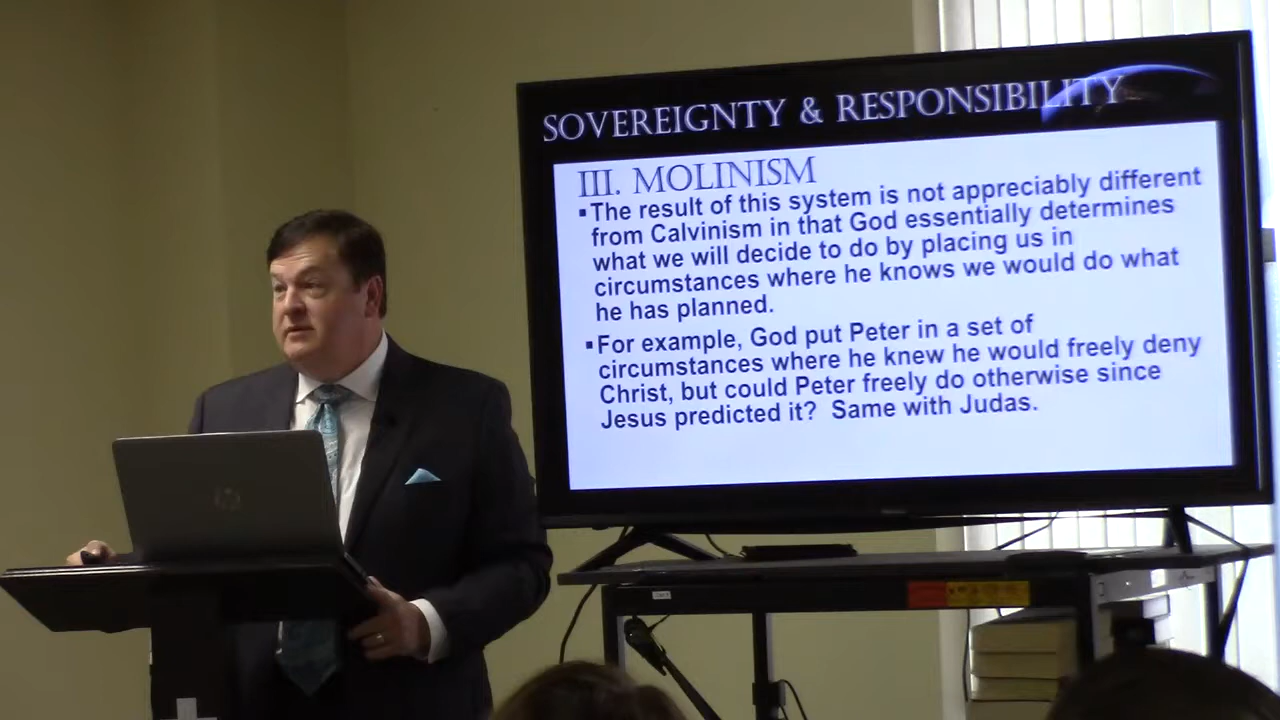 SOVEREIGNTY & RESPONSIBILITY
III. MOLINISM
▪The result of this system is not appreciably different
from Calvinism in that God essentially determines
what we will decide to do by placing us in
circumstances where he knows we would do what
he has planned.
▪For example, God put Peter in a set of
circumstances where he knew he would freely deny
Christ, but could Peter freely do otherwise since
Jesus predicted it?  Same with Judas.
hp